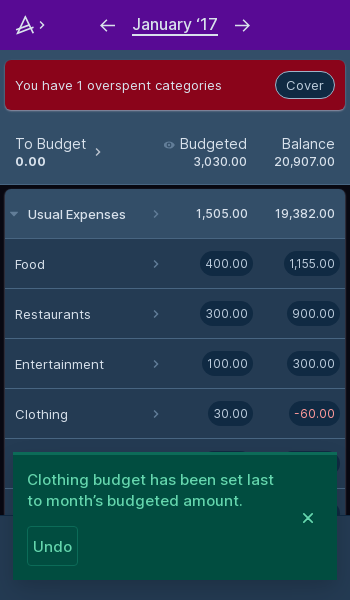 January ‘17
You have 1 overspent categories
Cover
To Budget Budgeted Balance
0.00 3,030.00 20,907.00
Usual Expenses 1,505.00 19,382.00
Food 400.00 1,155.00
Restaurants 300.00 900.00
Entertainment 100.00 300.00
Clothing 30.00 -60.00
Clothing budget has been set last
to month’s budgeted amount.
Undo